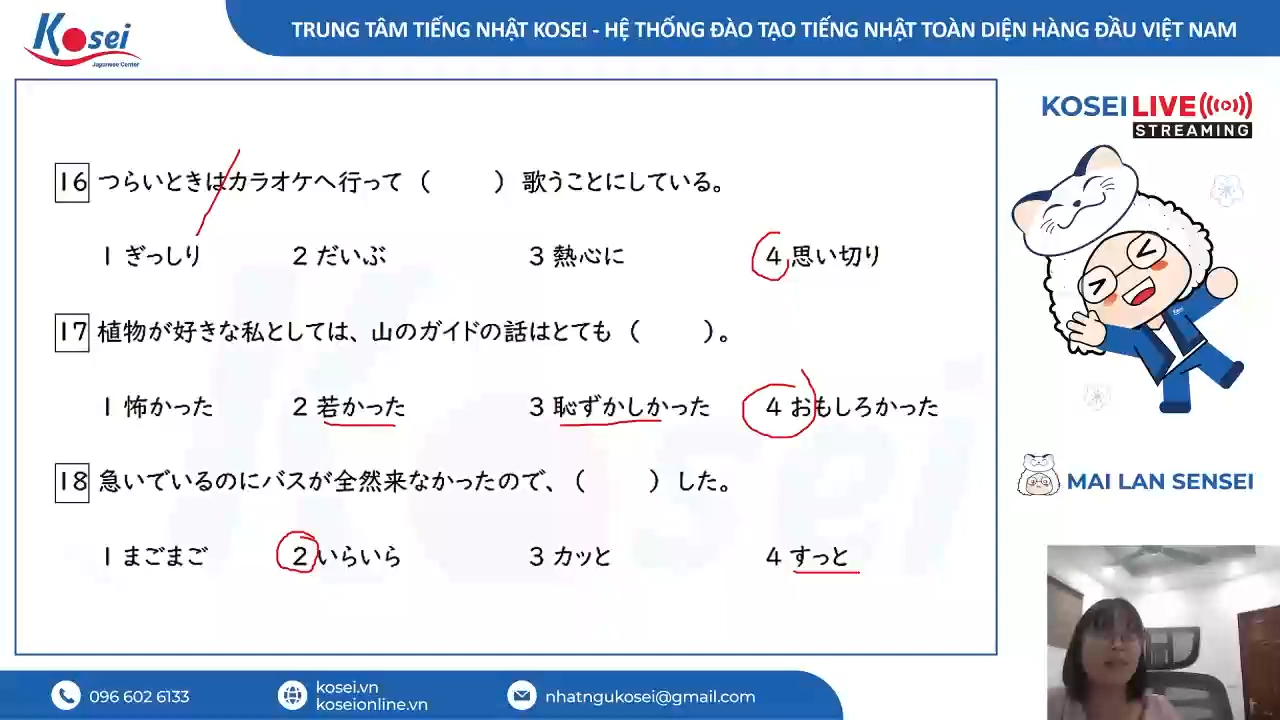 Kosei
Japanese Center
TRUNG TÂM TIẾNG NHẬT KOSEI - HỆ THỐNG ĐÀO TẠO TIẾNG NHẬT TOÀN DIỆN HÀNG ĐẦU VIỆT NAM
KOSEI LIVE
STREAMING
16 つらいときはカラオケへ行って（　　）歌うことにしている。
1 ぎっしり 2 だいぶ 3 熱心に 4 思い切り
17 植物が好きな私としては、山のガイドの話はとても（　　）。
1 怖かった 2 若かった 3 恥ずかしかった 4 おもしろかった
18 急いでいるのにバスが全然来なかったので、（　　）した。
1 まごまご 2 いらいら 3 カッと 4 すっと
MAI LAN SENSEI
096 602 6133
kosei.vn
koseionline.vn
nhatngukosei@gmail.com